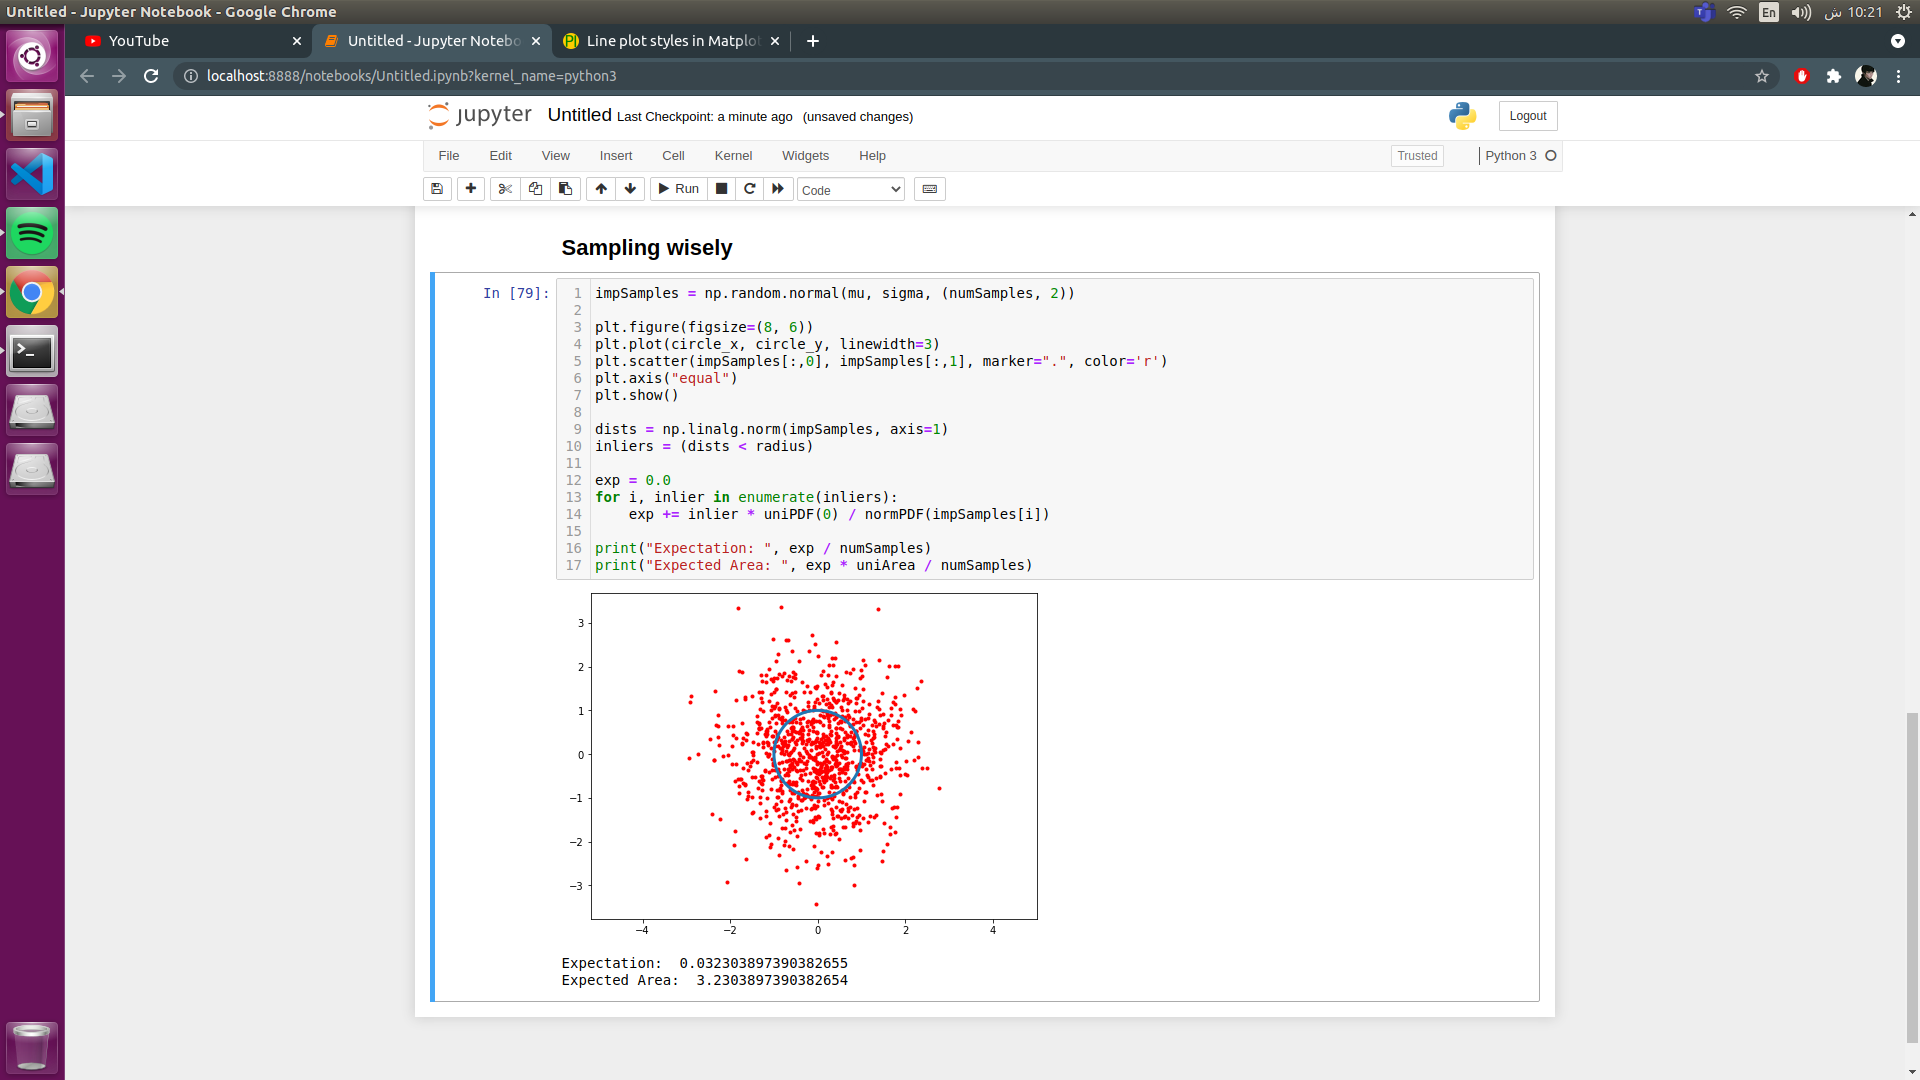 Untitled - Jupyter Notebook - Google Chrome
En
ش 10:21
YouTube
Untitled - Jupyter Notebo
Line plot styles in Matplot
localhost:8888/notebooks/Untitled.ipynb?kernel_name=python3
jupyter
Untitled Last Checkpoint: a minute ago (unsaved changes)
Logout
File Edit View Insert Cell Kernel Widgets Help
Trusted
Python 3
Run
Code
Sampling wisely
In [79]:
1 impSamples = np.random.normal(mu, sigma, (numSamples, 2))
2
3 plt.figure(figsize=(8, 6))
4 plt.plot(circle_x, circle_y, linewidth=3)
5 plt.scatter(impSamples[:,0], impSamples[:,1], marker=".", color='r')
6 plt.axis("equal")
7 plt.show()
8
9 dists = np.linalg.norm(impSamples, axis=1)
10 inliers = (dists < radius)
11
12 exp = 0.0
13 for i, inlier in enumerate(inliers):
14     exp += inlier * uniPDF(0) / normPDF(impSamples[i])
15
16 print("Expectation: ", exp / numSamples)
17 print("Expected Area: ", exp * uniArea / numSamples)
3
2
1
0
−1
−2
−3
−4 −2 0 2 4
Expectation:  0.032303897390382655
Expected Area:  3.2303897390382654